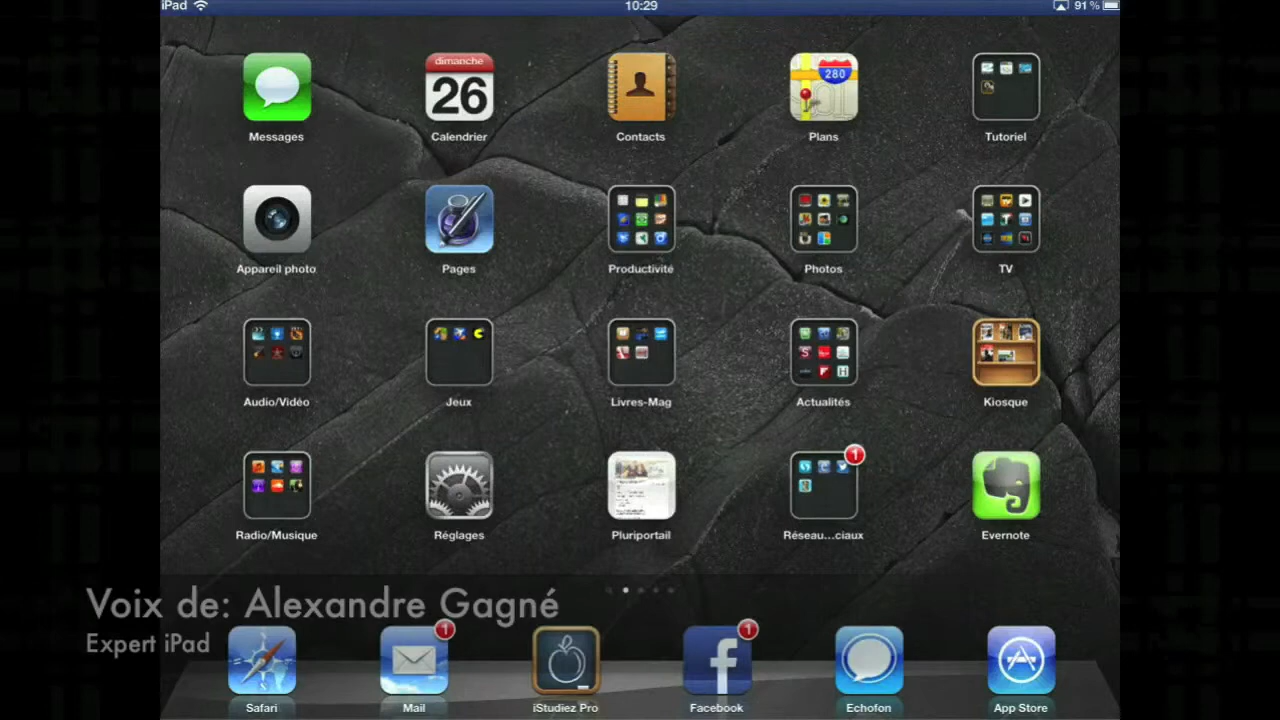 iPad 10:29 91 %
dimanche
26
280
Messages Calendrier Contacts Plans Tutoriel
Appareil photo Pages Productivité Photos TV
Audio/Vidéo Jeux Livres-Mag Actualités Kiosque
1
Radio/Musique Réglages Pluriportail Réseau...ciaux Evernote
Voix de: Alexandre Gagné
Expert iPad
1 1
Safari Mail iStudiez Pro Facebook Echofon App Store